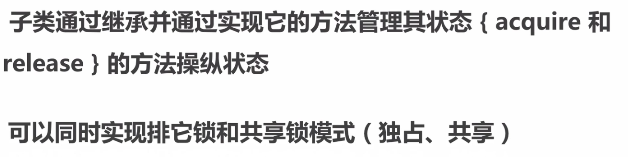 子类通过继承并通过实现它的方法管理其状态 { acquire 和
release } 的方法操纵状态
可以同时实现排它锁和共享锁模式（独占、共享）